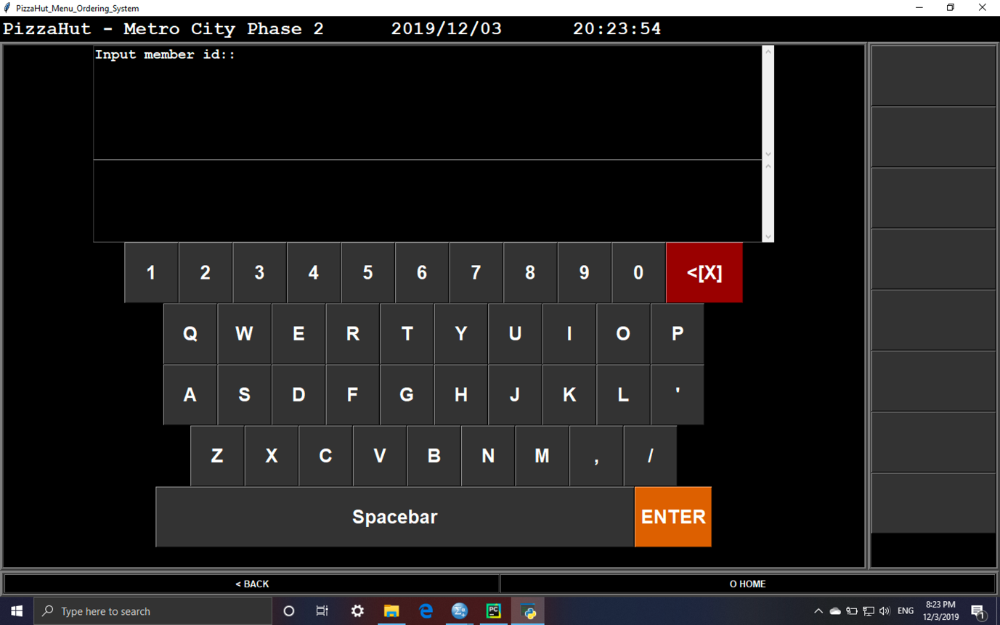 PizzaHut_Menu_Ordering_System
PizzaHut - Metro City Phase 2 2019/12/03 20:23:54
Input member id::
1 2 3 4 5 6 7 8 9 0 <[X]
Q W E R T Y U I O P
A S D F G H J K L '
Z X C V B N M , /
Spacebar ENTER
< BACK O HOME
Type here to search
PC
ENG
8:23 PM
12/3/2019
1